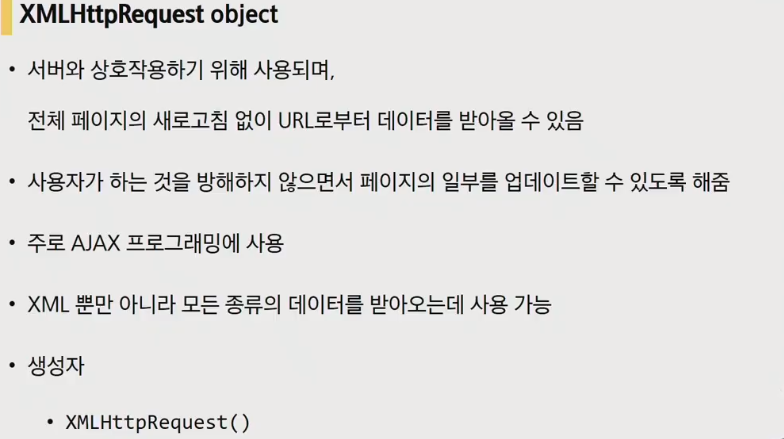 XMLHttpRequest object
• 서버와 상호작용하기 위해 사용되며,
전체 페이지의 새로고침 없이 URL로부터 데이터를 받아올 수 있음
• 사용자가 하는 것을 방해하지 않으면서 페이지의 일부를 업데이트할 수 있도록 해줌
• 주로 AJAX 프로그래밍에 사용
• XML 뿐만 아니라 모든 종류의 데이터를 받아오는데 사용 가능
• 생성자
• XMLHttpRequest()